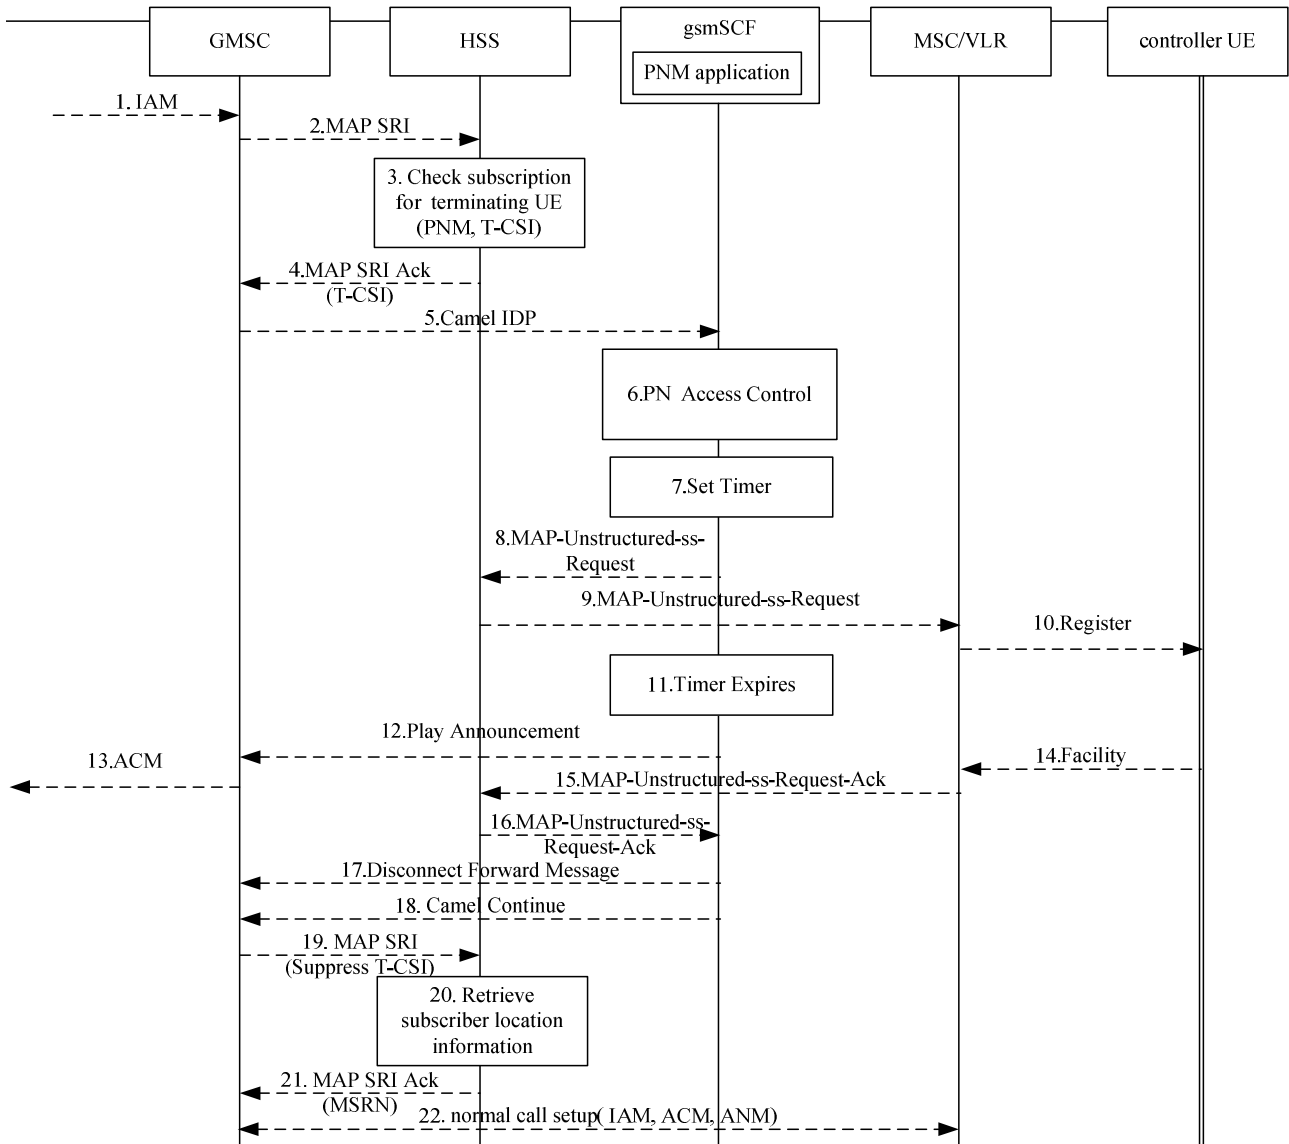 GMSC
HSS
gsmSCF
PNM application
MSC/VLR
controller UE
1. IAM
2.MAP SRI
3. Check subscription
for terminating UE
(PNM, T-CSI)
4.MAP SRI Ack
(T-CSI)
5.Camel IDP
6.PN Access Control
7.Set Timer
8.MAP-Unstructured-ss-
Request
9.MAP-Unstructured-ss-Request
10.Register
11.Timer Expires
12.Play Announcement
13.ACM
14.Facility
15.MAP-Unstructured-ss-Request-Ack
16.MAP-Unstructured-ss-
Request-Ack
17.Disconnect Forward Message
18. Camel Continue
19. MAP SRI
(Suppress T-CSI)
20. Retrieve
subscriber location
information
21. MAP SRI Ack
(MSRN)
22. normal call setup( IAM, ACM, ANM)